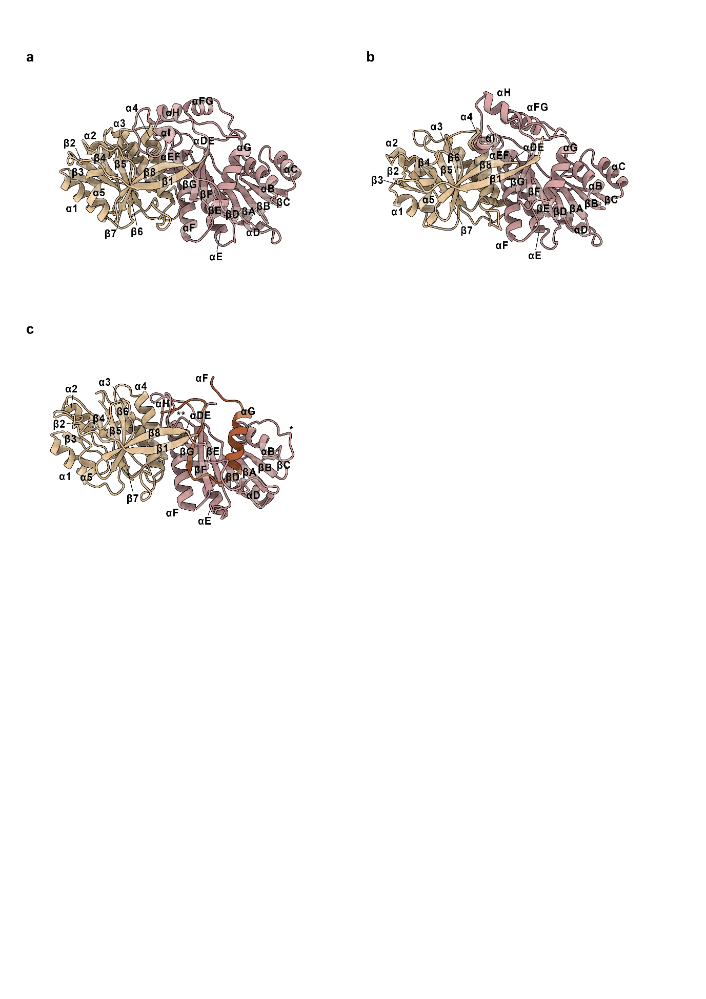 a
αFG
α4
αH
α3
αI
α2
αDE
β2
αEF
αG
β4
β5
β3
β8
αC
β1
βG
αB
α5
βF
βC
α1
βE
βB
βA
βD
αF
αD
β7
β6
αE
b
αH
αFG
α4
α3
αI
α2
αDE
αG
αEF
β6
β4
β8
αC
β2
β5
β1
β3
βG
αB
βF
α5
βC
βB
α1
βE
βA
βD
αD
β7
αF
αE
c
αF
α3
α4
α2
αH
αG
β6
**
αDE
β4
β2
*
β5
β8
β3
β1
βG
βE
αB
βC
βB
βF
βA
α1
α5
βD
αD
β7
αF
αE